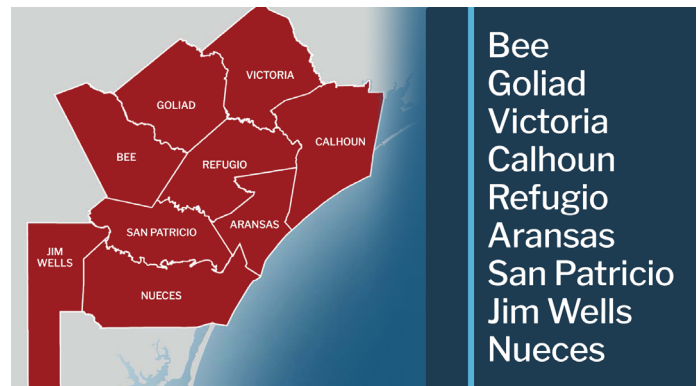 VICTORIA
GOLIAD
CALHOUN
BEE
REFUGIO
ARANSAS
SAN PATRICIO
JIM
WELLS
NUECES
Bee
Goliad
Victoria
Calhoun
Refugio
Aransas
San Patricio
Jim Wells
Nueces